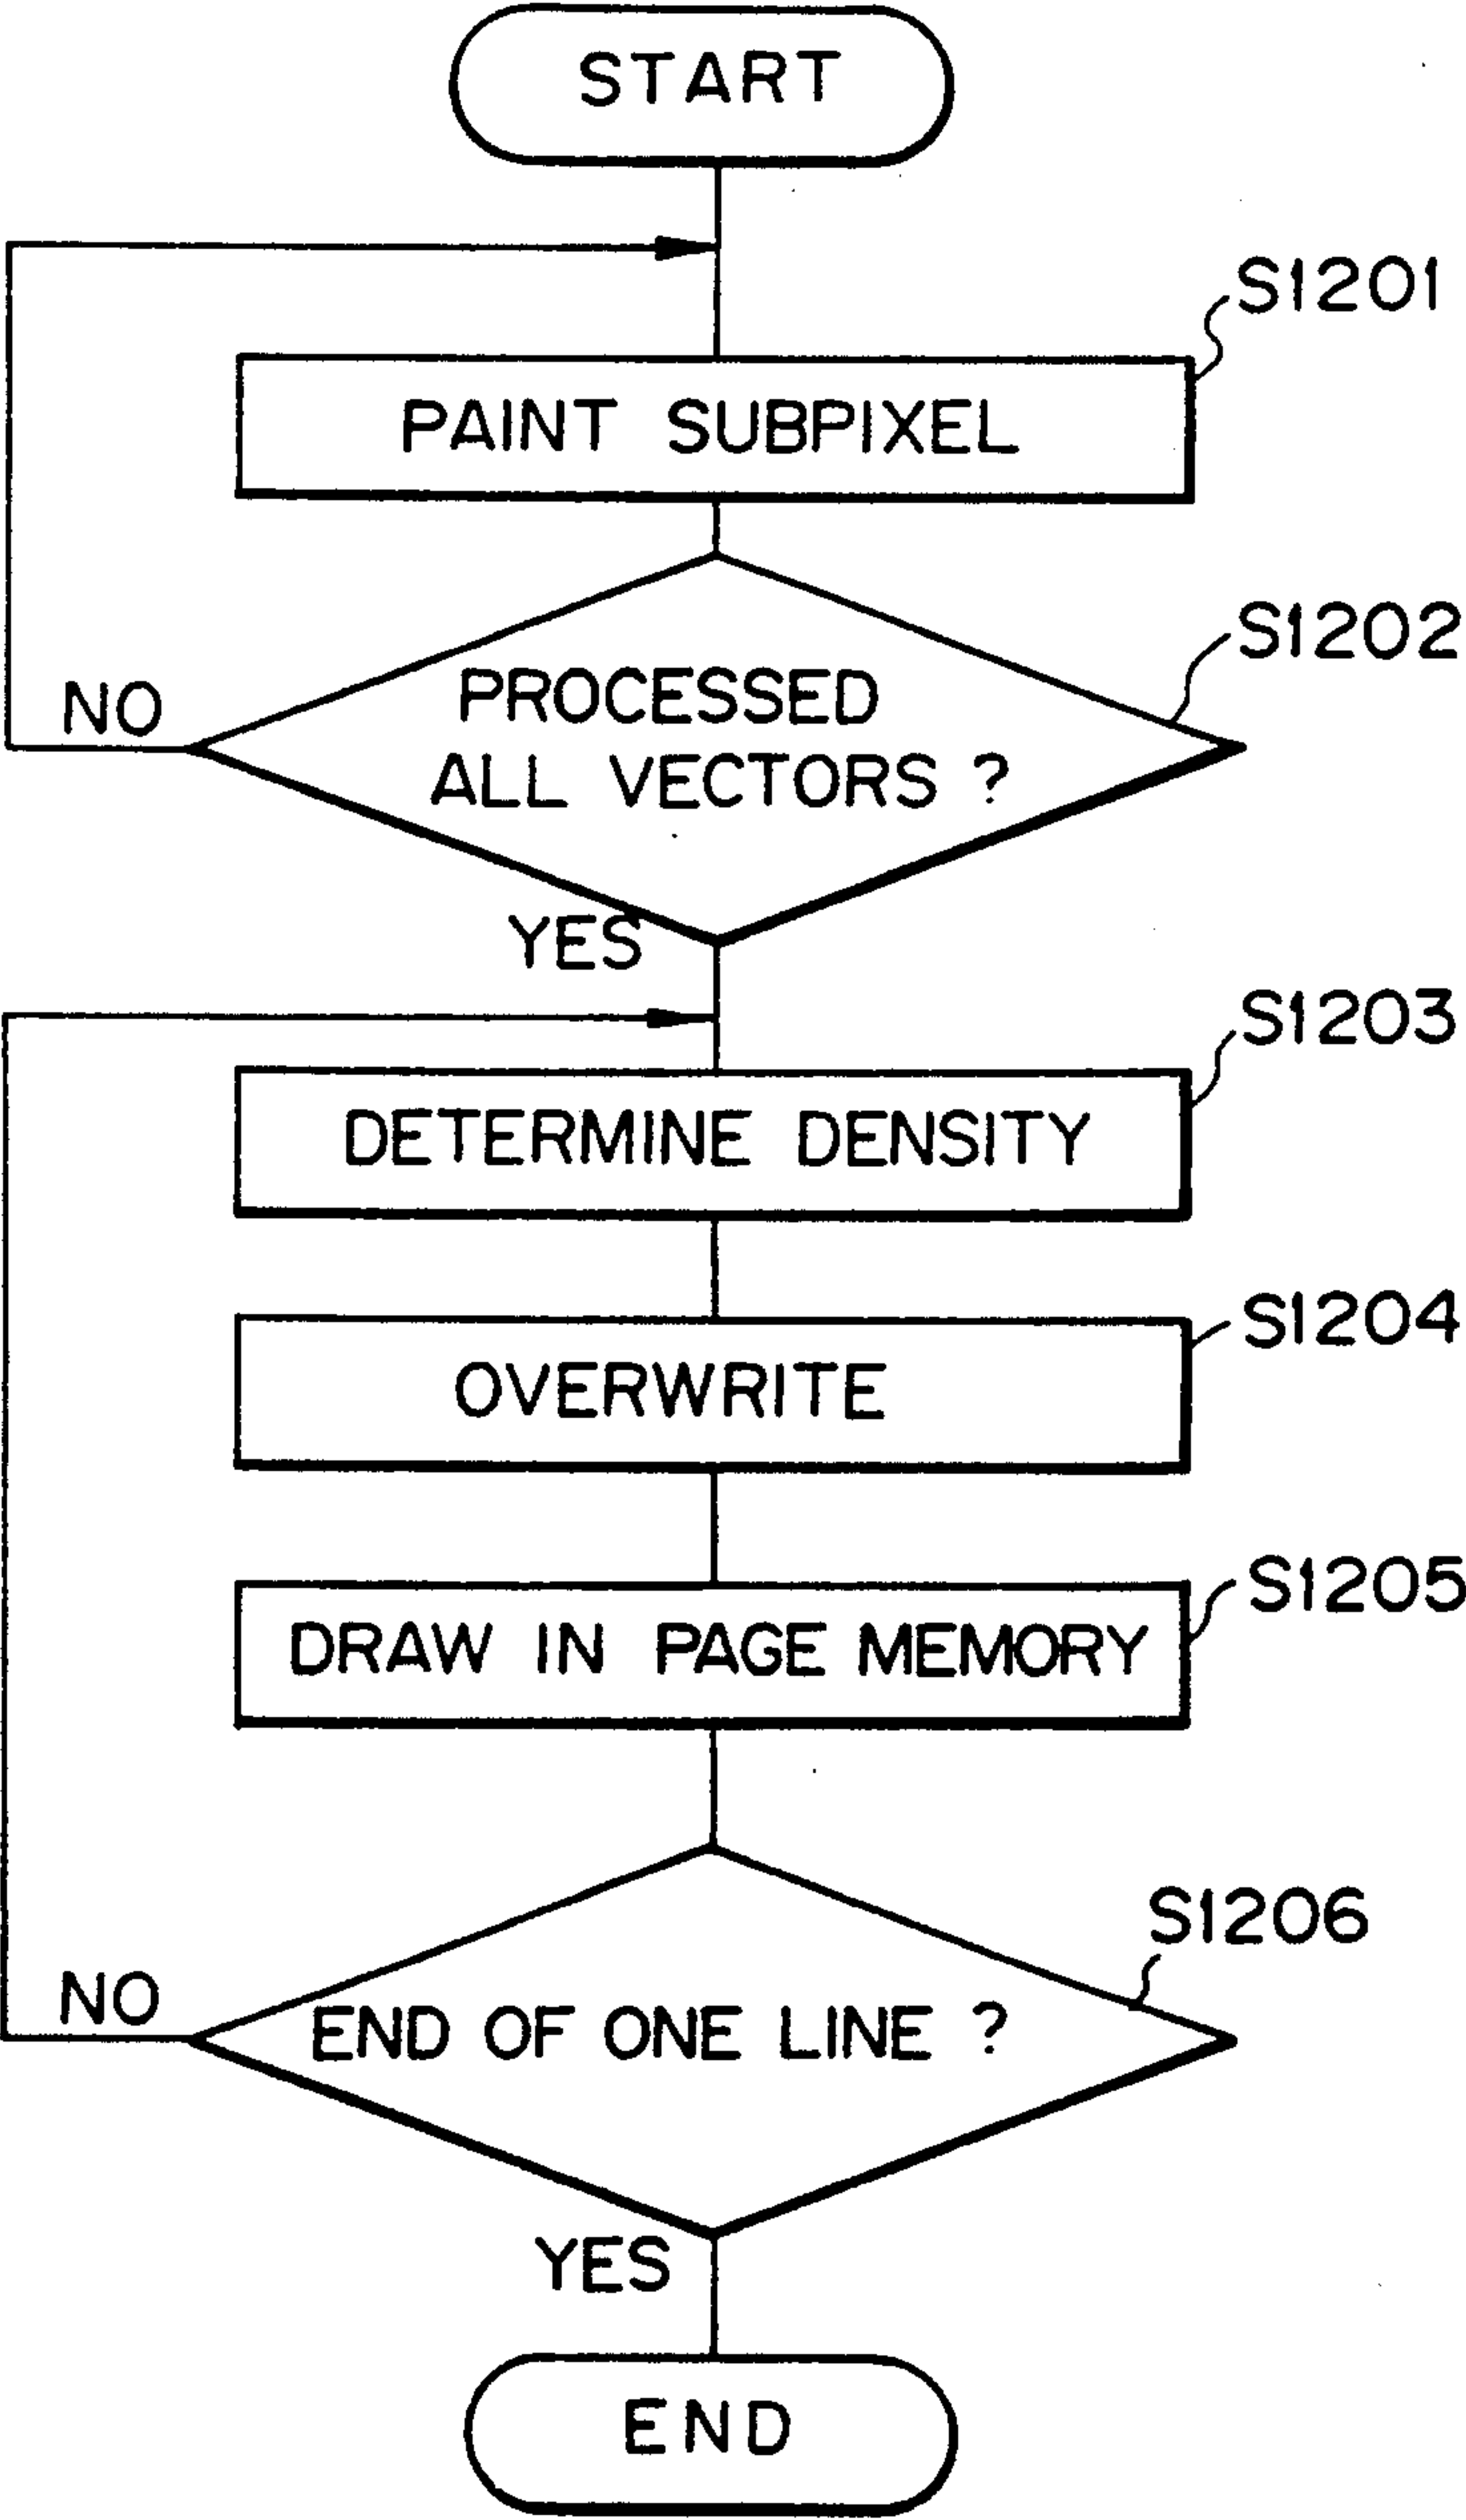 START
S1201
PAINT SUBPIXEL
S1202
PROCESSED
NO
ALL VECTORS ?
YES
S1203
DETERMINE DENSITY
S1204
OVERWRITE
S1205
DRAW IN PAGE MEMORY
S1206
NO
END OF ONE LINE ?
YES
END